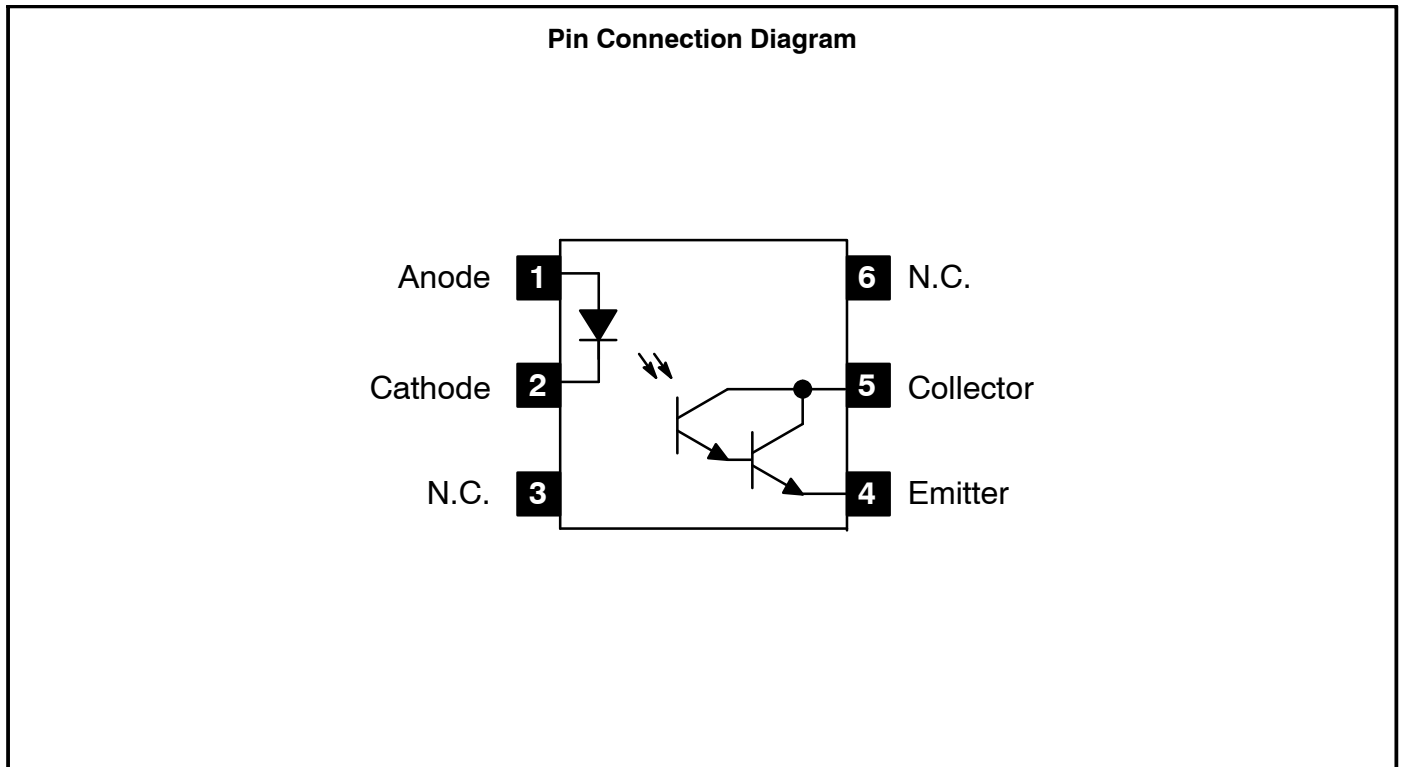 Pin Connection Diagram
Anode 1
6 N.C.
Cathode 2
5 Collector
N.C. 3
4 Emitter